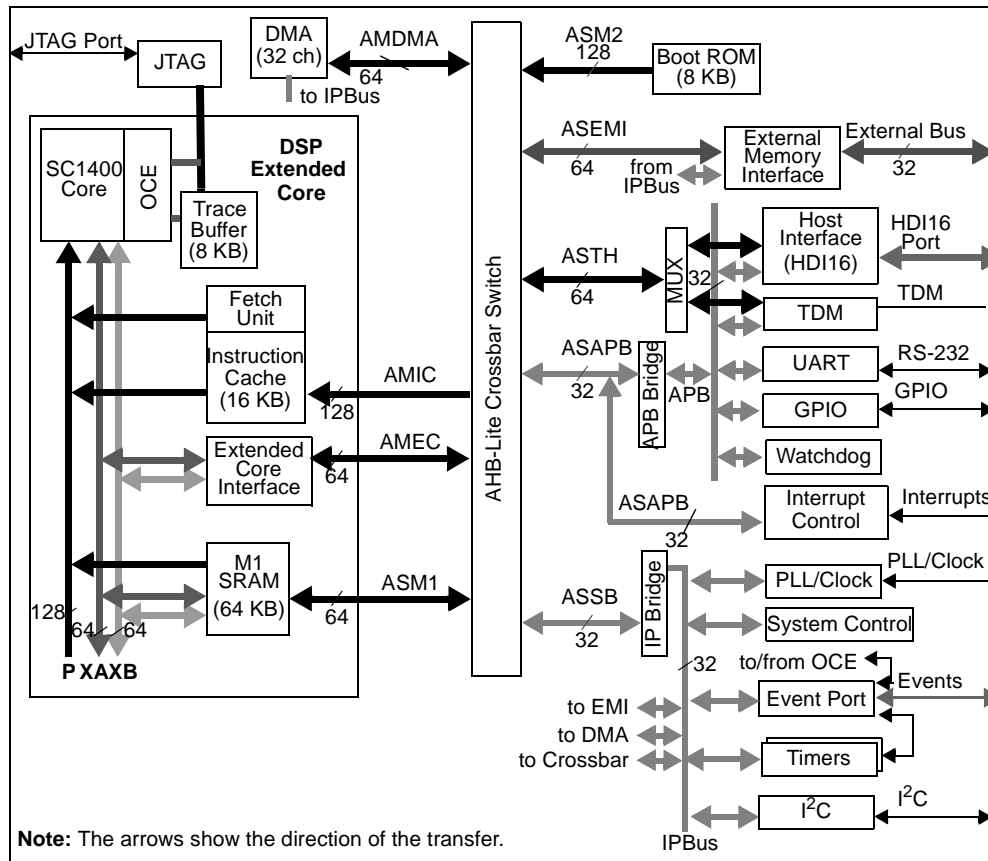 JTAG Port
JTAG
DMA
(32 ch)
AMDMA
64
to IPBus
ASM2
128
Boot ROM
(8 KB)
DSP
Extended
Core
SC1400
Core
OCE
Trace
Buffer
(8 KB)
ASEMI
64
from
IPBus
External
Memory
Interface
External Bus
32
AHB-Lite Crossbar Switch
ASTH
64
MUX
32
Host
Interface
(HDI16)
HDI16
Port
TDM
TDM
Fetch
Unit
Instruction
Cache
(16 KB)
AMIC
128
ASAPB
32
APB Bridge
APB
UART
RS-232
GPIO
GPIO
Watchdog
Extended
Core
Interface
AMEC
64
ASAPB
32
Interrupt
Control
Interrupts
M1
SRAM
(64 KB)
ASM1
64
128
64
64
P XA XB
ASSB
32
IP Bridge
32
PLL/Clock
PLL/Clock
System Control
to/from OCE
Event Port
Events
to EMI
to DMA
to Crossbar
Timers
I²C
I²C
IPBus
Note: The arrows show the direction of the transfer.